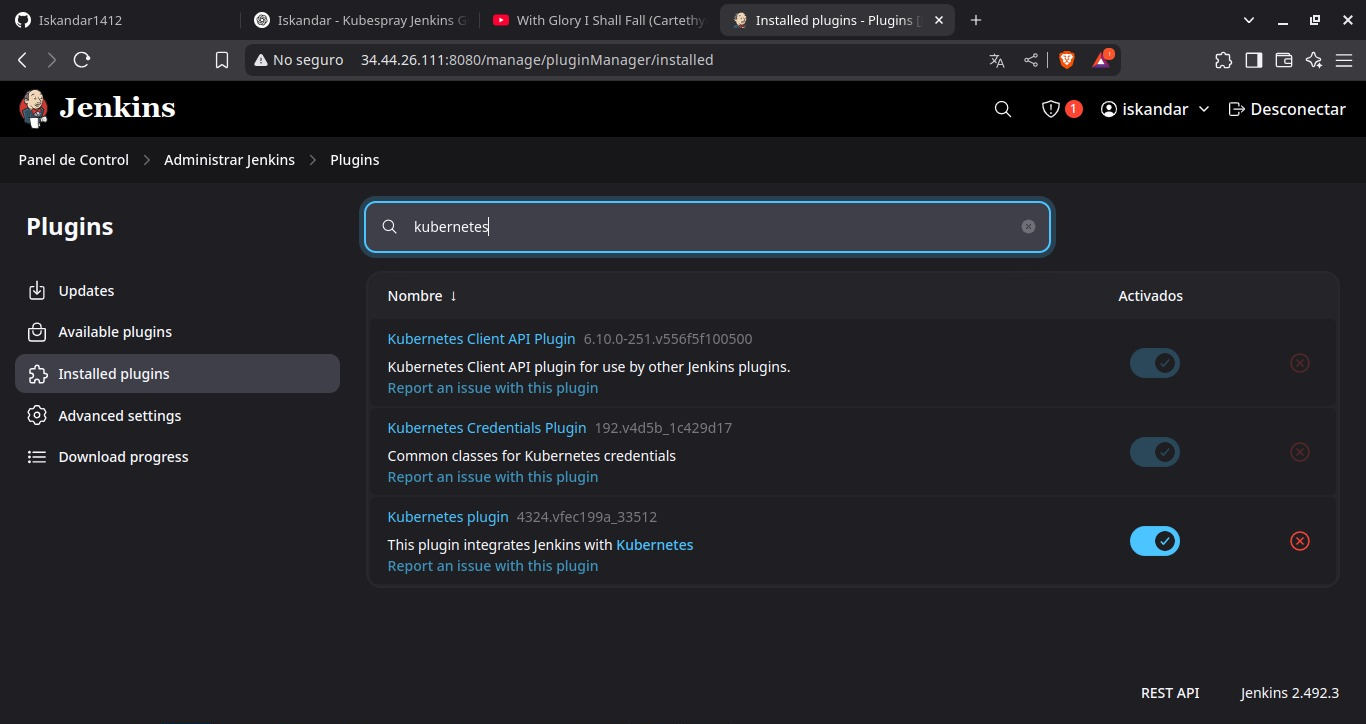 Iskandar1412
Iskandar - Kubespray Jenkins G
With Glory I Shall Fall (Cartethy
Installed plugins - Plugins [
No seguro 34.44.26.111:8080/manage/pluginManager/installed
Jenkins
1
iskandar
Desconectar
Panel de Control > Administrar Jenkins > Plugins
Plugins
Updates
Available plugins
Installed plugins
Advanced settings
Download progress
kubernetes
Nombre ↓ Activados
Kubernetes Client API Plugin 6.10.0-251.v556f5f100500
Kubernetes Client API plugin for use by other Jenkins plugins.
Report an issue with this plugin
Kubernetes Credentials Plugin 192.v4d5b_1c429d17
Common classes for Kubernetes credentials
Report an issue with this plugin
Kubernetes plugin 4324.vfec199a_33512
This plugin integrates Jenkins with Kubernetes
Report an issue with this plugin
REST API Jenkins 2.492.3